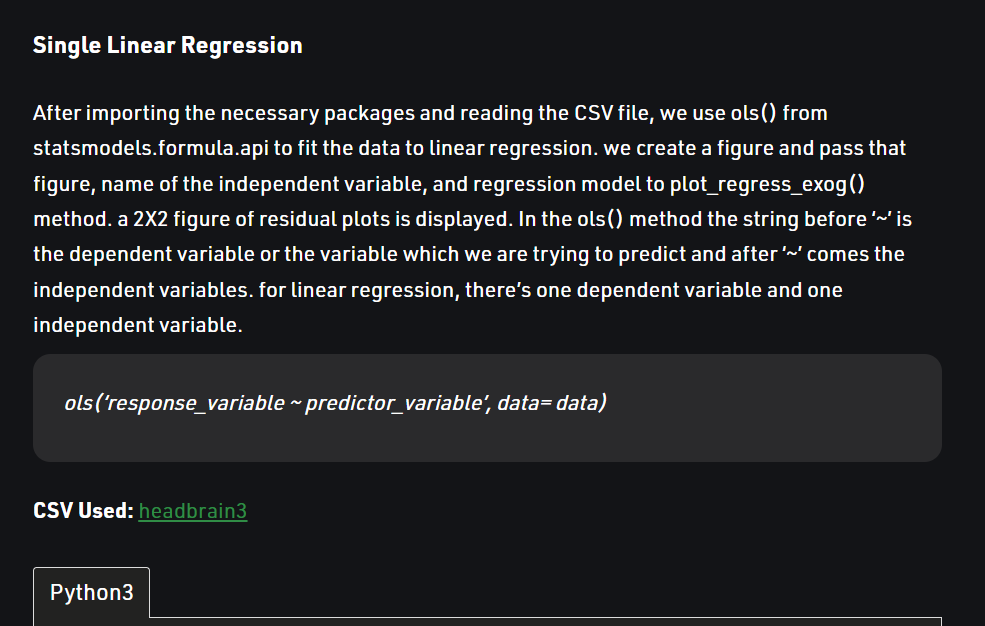 Single Linear Regression
After importing the necessary packages and reading the CSV file, we use ols() from
statsmodels.formula.api to fit the data to linear regression. we create a figure and pass that
figure, name of the independent variable, and regression model to plot_regress_exog()
method. a 2X2 figure of residual plots is displayed. In the ols() method the string before ‘~’ is
the dependent variable or the variable which we are trying to predict and after ‘~’ comes the
independent variables. for linear regression, there’s one dependent variable and one
independent variable.
ols(‘response_variable ~ predictor_variable’, data= data)
CSV Used: headbrain3
Python3